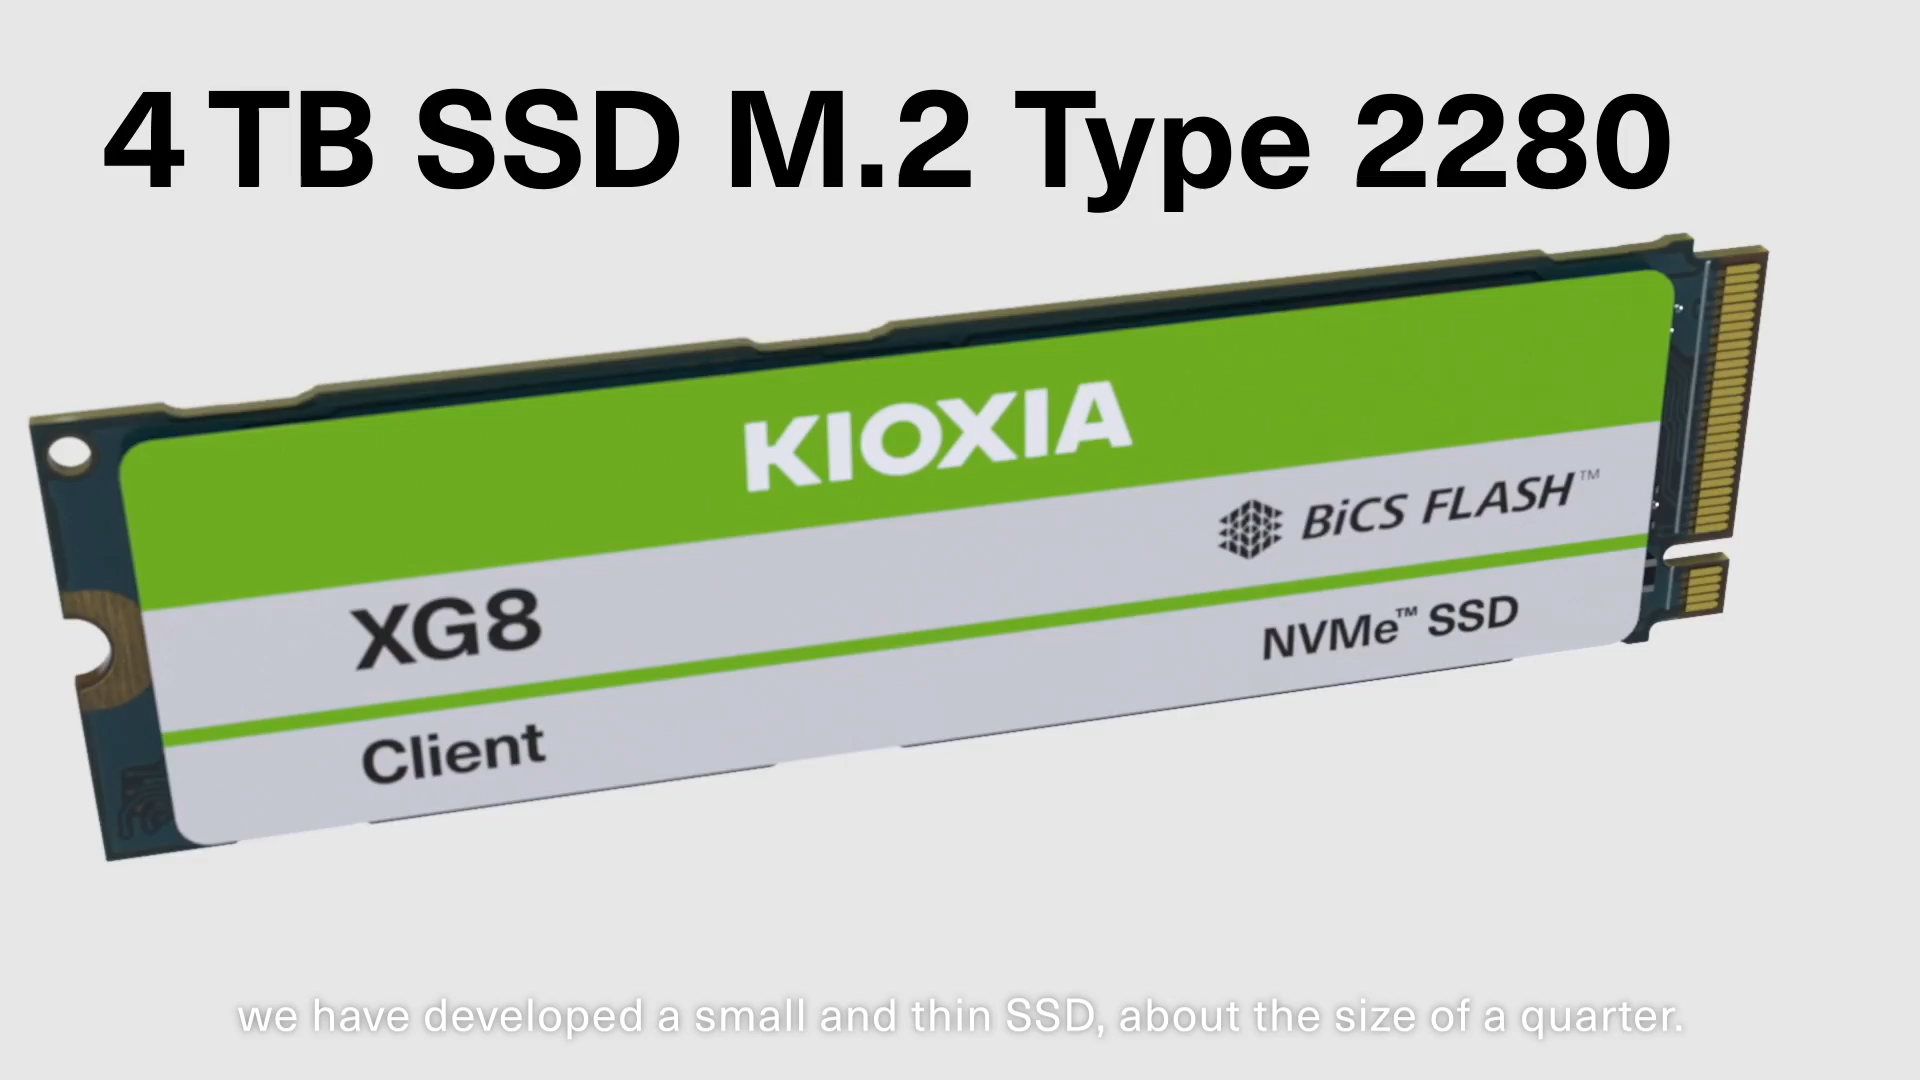 4 TB SSD M.2 Type 2280
KIOXIA
BiCS FLASH™
XG8
NVMe™ SSD
Client
we have developed a small and thin SSD, about the size of a quarter.